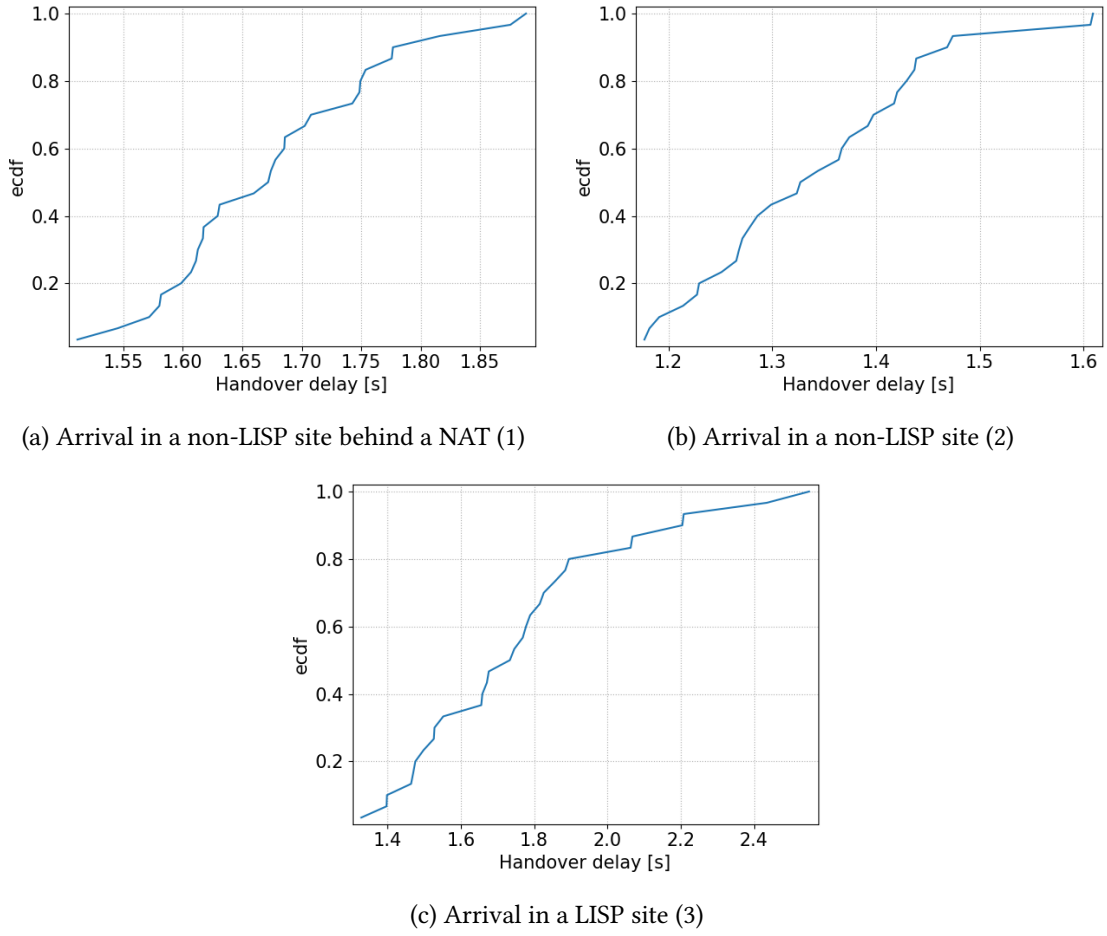 1.0
0.8
0.6
0.4
0.2
ecdf
1.55 1.60 1.65 1.70 1.75 1.80 1.85
Handover delay [s]
(a) Arrival in a non-LISP site behind a NAT (1)
1.0
0.8
0.6
0.4
0.2
ecdf
1.2 1.3 1.4 1.5 1.6
Handover delay [s]
(b) Arrival in a non-LISP site (2)
1.0
0.8
0.6
0.4
0.2
ecdf
1.4 1.6 1.8 2.0 2.2 2.4
Handover delay [s]
(c) Arrival in a LISP site (3)